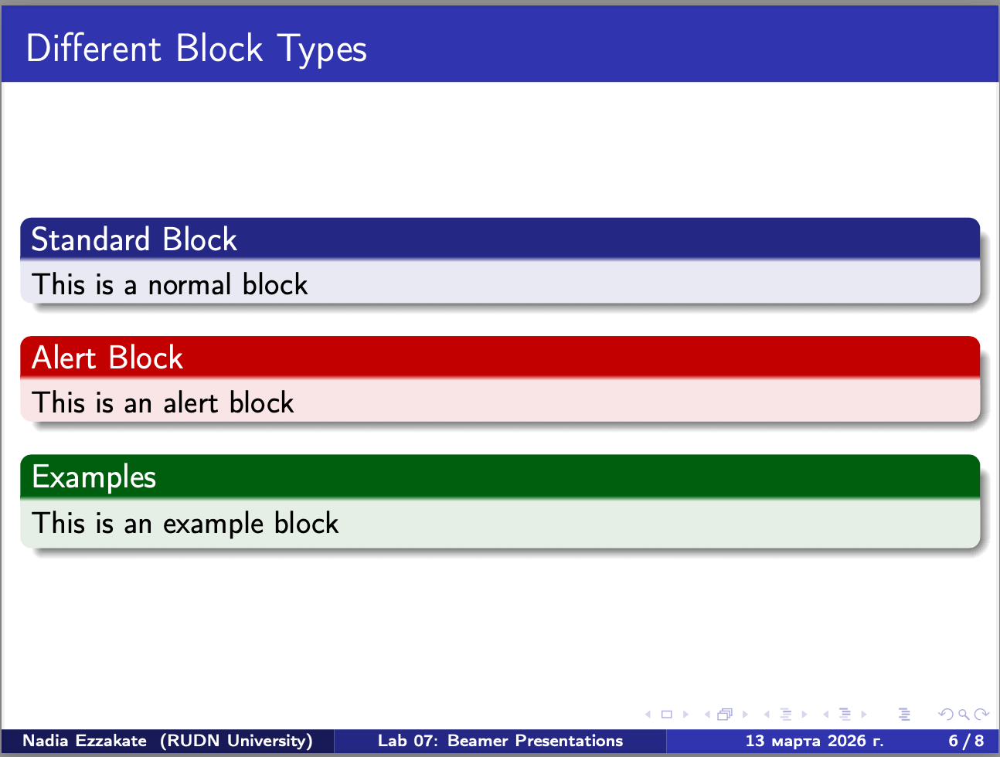 Different Block Types
Standard Block
This is a normal block
Alert Block
This is an alert block
Examples
This is an example block
Nadia Ezzakate (RUDN University) Lab 07: Beamer Presentations 13 марта 2026 г. 6 / 8